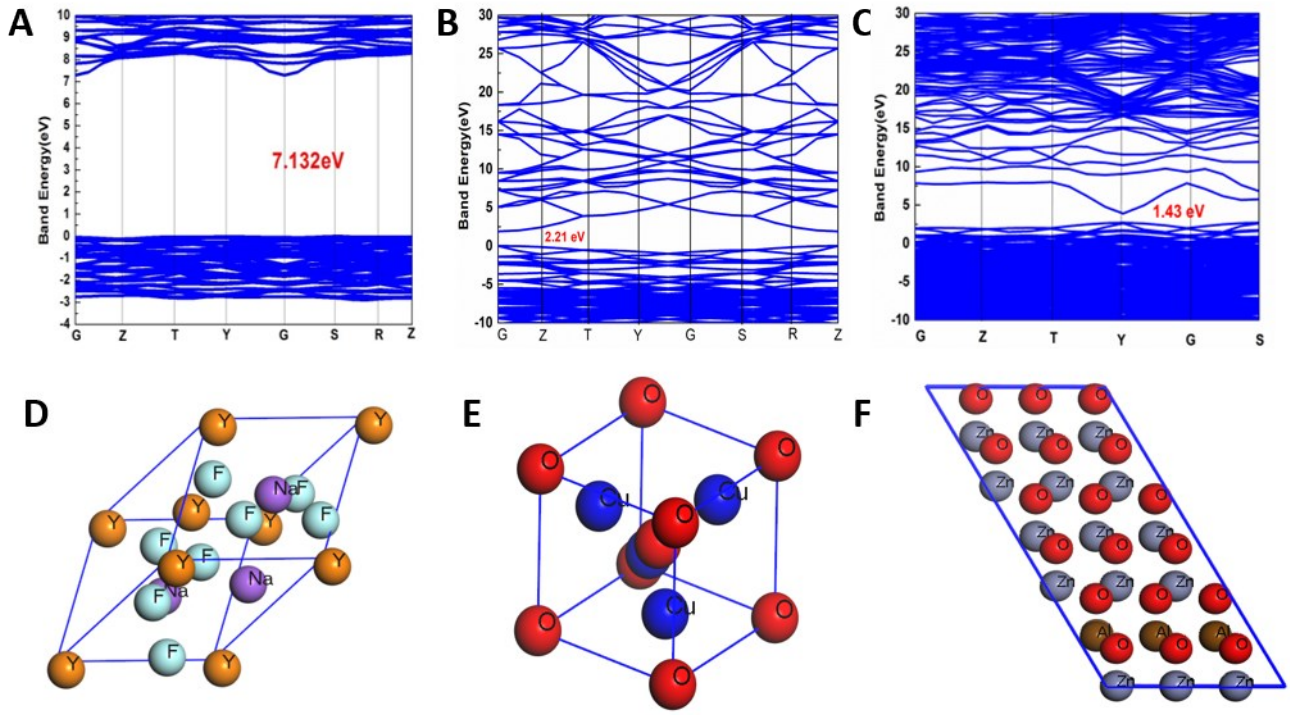 A
B
C
10
9
8
7
6
5
4
3
2
1
0
-1
-2
-3
-4
Band Energy(eV)
7.132eV
G Z T Y G S R Z
30
25
20
15
10
5
0
-5
-10
Band Energy(eV)
2.21 eV
G Z T Y G S R Z
30
25
20
15
10
5
0
-5
-10
Band Energy(eV)
1.43 eV
G Z T Y G S
D
E
F
Y Y
F
Na F
Y F F
Y Y
F
Y F Y
Na Na
F
F
Y Y
O
O O
Cu Cu
O
Cu
O O
O
O O O
Zn Zn Zn
O O O
Zn Zn Zn
O O O
Zn Zn Zn
O O O
Zn Zn Zn
O O O
Al Al Al
O O O
Zn Zn Zn